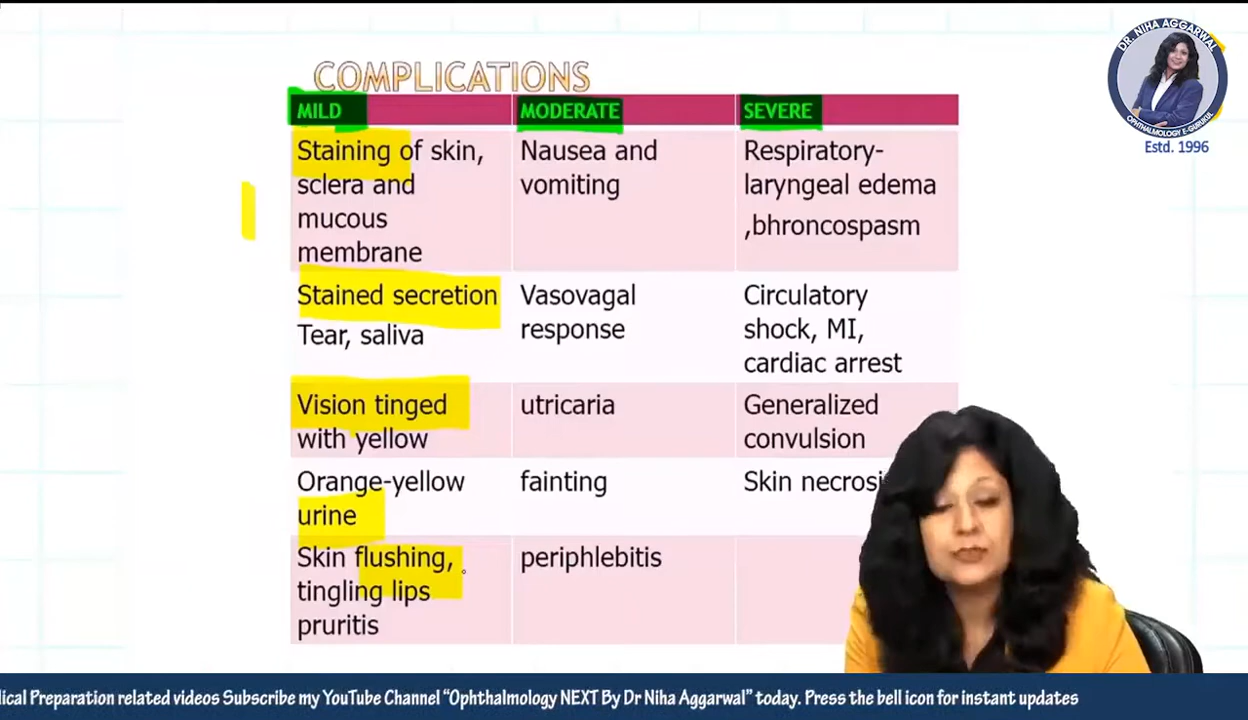 DR. NIHA AGGARWAL
OPHTHALMOLOGY E-GURUKUL
Estd. 1996
COMPLICATIONS
MILD
MODERATE
SEVERE
Staining of skin,
sclera and
mucous
membrane
Nausea and
vomiting
Respiratory-
laryngeal edema
,bhroncospasm
Stained secretion
Tear, saliva
Vasovagal
response
Circulatory
shock, MI,
cardiac arrest
Vision tinged
with yellow
utricaria
Generalized
convulsion
Orange-yellow
urine
fainting
Skin necrosi
Skin flushing,
tingling lips
pruritis
periphlebitis
lical Preparation related videos Subscribe my YouTube Channel “Ophthalmology NEXT By Dr Niha Aggarwal” today. Press the bell icon for instant updates